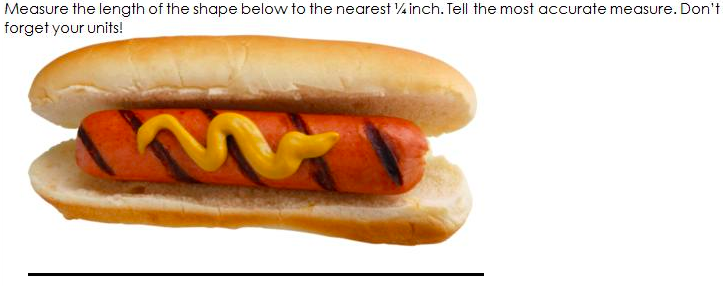 Measure the length of the shape below to the nearest ¼ inch. Tell the most accurate measure. Don't
forget your units!